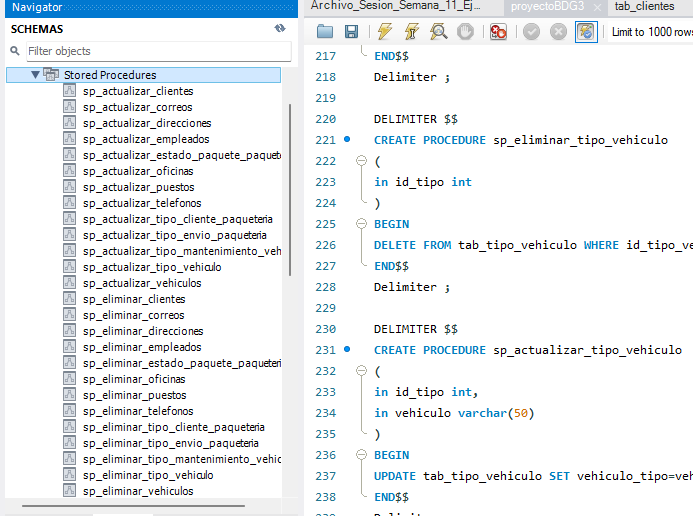 Navigator
SCHEMAS
Filter objects
Stored Procedures
sp_actualizar_clientes
sp_actualizar_correos
sp_actualizar_direcciones
sp_actualizar_empleados
sp_actualizar_estado_paquete_paquet
sp_actualizar_oficinas
sp_actualizar_puestos
sp_actualizar_telefonos
sp_actualizar_tipo_cliente_paqueteria
sp_actualizar_tipo_envio_paqueteria
sp_actualizar_tipo_mantenimiento_veh
sp_actualizar_tipo_vehiculo
sp_actualizar_vehiculos
sp_eliminar_clientes
sp_eliminar_correos
sp_eliminar_direcciones
sp_eliminar_empleados
sp_eliminar_estado_paquete_paqueteri
sp_eliminar_oficinas
sp_eliminar_puestos
sp_eliminar_telefonos
sp_eliminar_tipo_cliente_paqueteria
sp_eliminar_tipo_envio_paqueteria
sp_eliminar_tipo_mantenimiento_vehic
sp_eliminar_tipo_vehiculo
sp_eliminar_vehiculos
Archivo_Sesion_Semana_11_Ej... proyectoBDG3 tab_clientes
Limit to 1000 rows
217 END$$
218 Delimiter ;
219
220 DELIMITER $$
221 CREATE PROCEDURE sp_eliminar_tipo_vehiculo
222 (
223 in id_tipo int
224 )
225 BEGIN
226 DELETE FROM tab_tipo_vehiculo WHERE id_tipo_ve
227 END$$
228 Delimiter ;
229
230 DELIMITER $$
231 CREATE PROCEDURE sp_actualizar_tipo_vehiculo
232 (
233 in id_tipo int,
234 in vehiculo varchar(50)
235 )
236 BEGIN
237 UPDATE tab_tipo_vehiculo SET vehiculo_tipo=veh
238 END$$